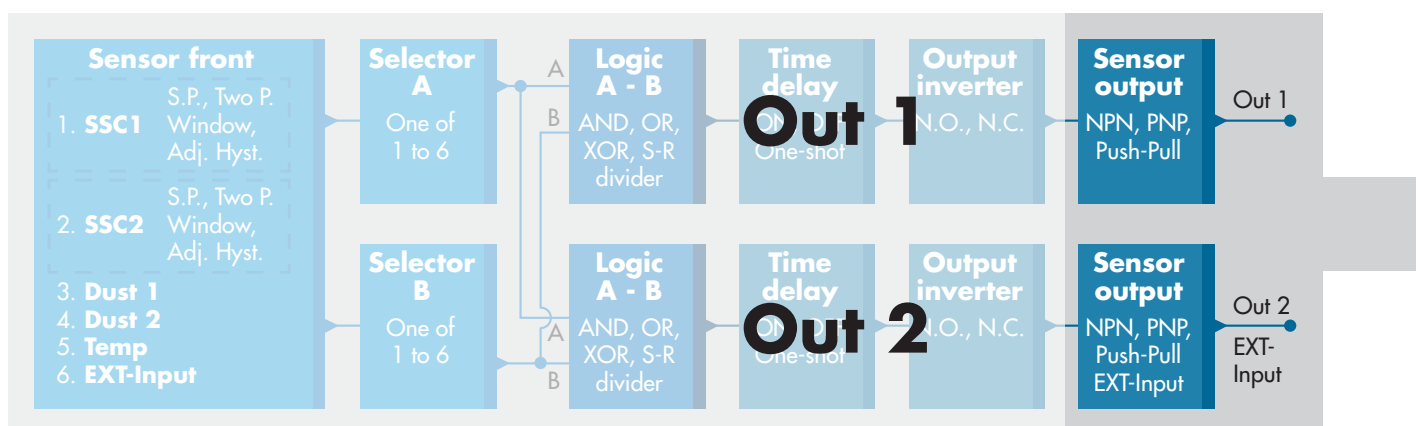 Sensor front
1. SSC1
S.P., Two P.
Window,
Adj. Hyst.
2. SSC2
S.P., Two P.
Window,
Adj. Hyst.
3. Dust 1
4. Dust 2
5. Temp
6. EXT-Input
Selector
A
One of
1 to 6
A
B
Logic
A - B
AND, OR,
XOR, S-R
divider
Time
delay
One-shot
Out 1
Output
inverter
N.O., N.C.
Sensor
output
NPN, PNP,
Push-Pull
Out 1
Selector
B
One of
1 to 6
A
B
Logic
A - B
AND, OR,
XOR, S-R
divider
Time
delay
One-shot
Out 2
Output
inverter
N.O., N.C.
Sensor
output
NPN, PNP,
Push-Pull
EXT-Input
Out 2
EXT-
Input